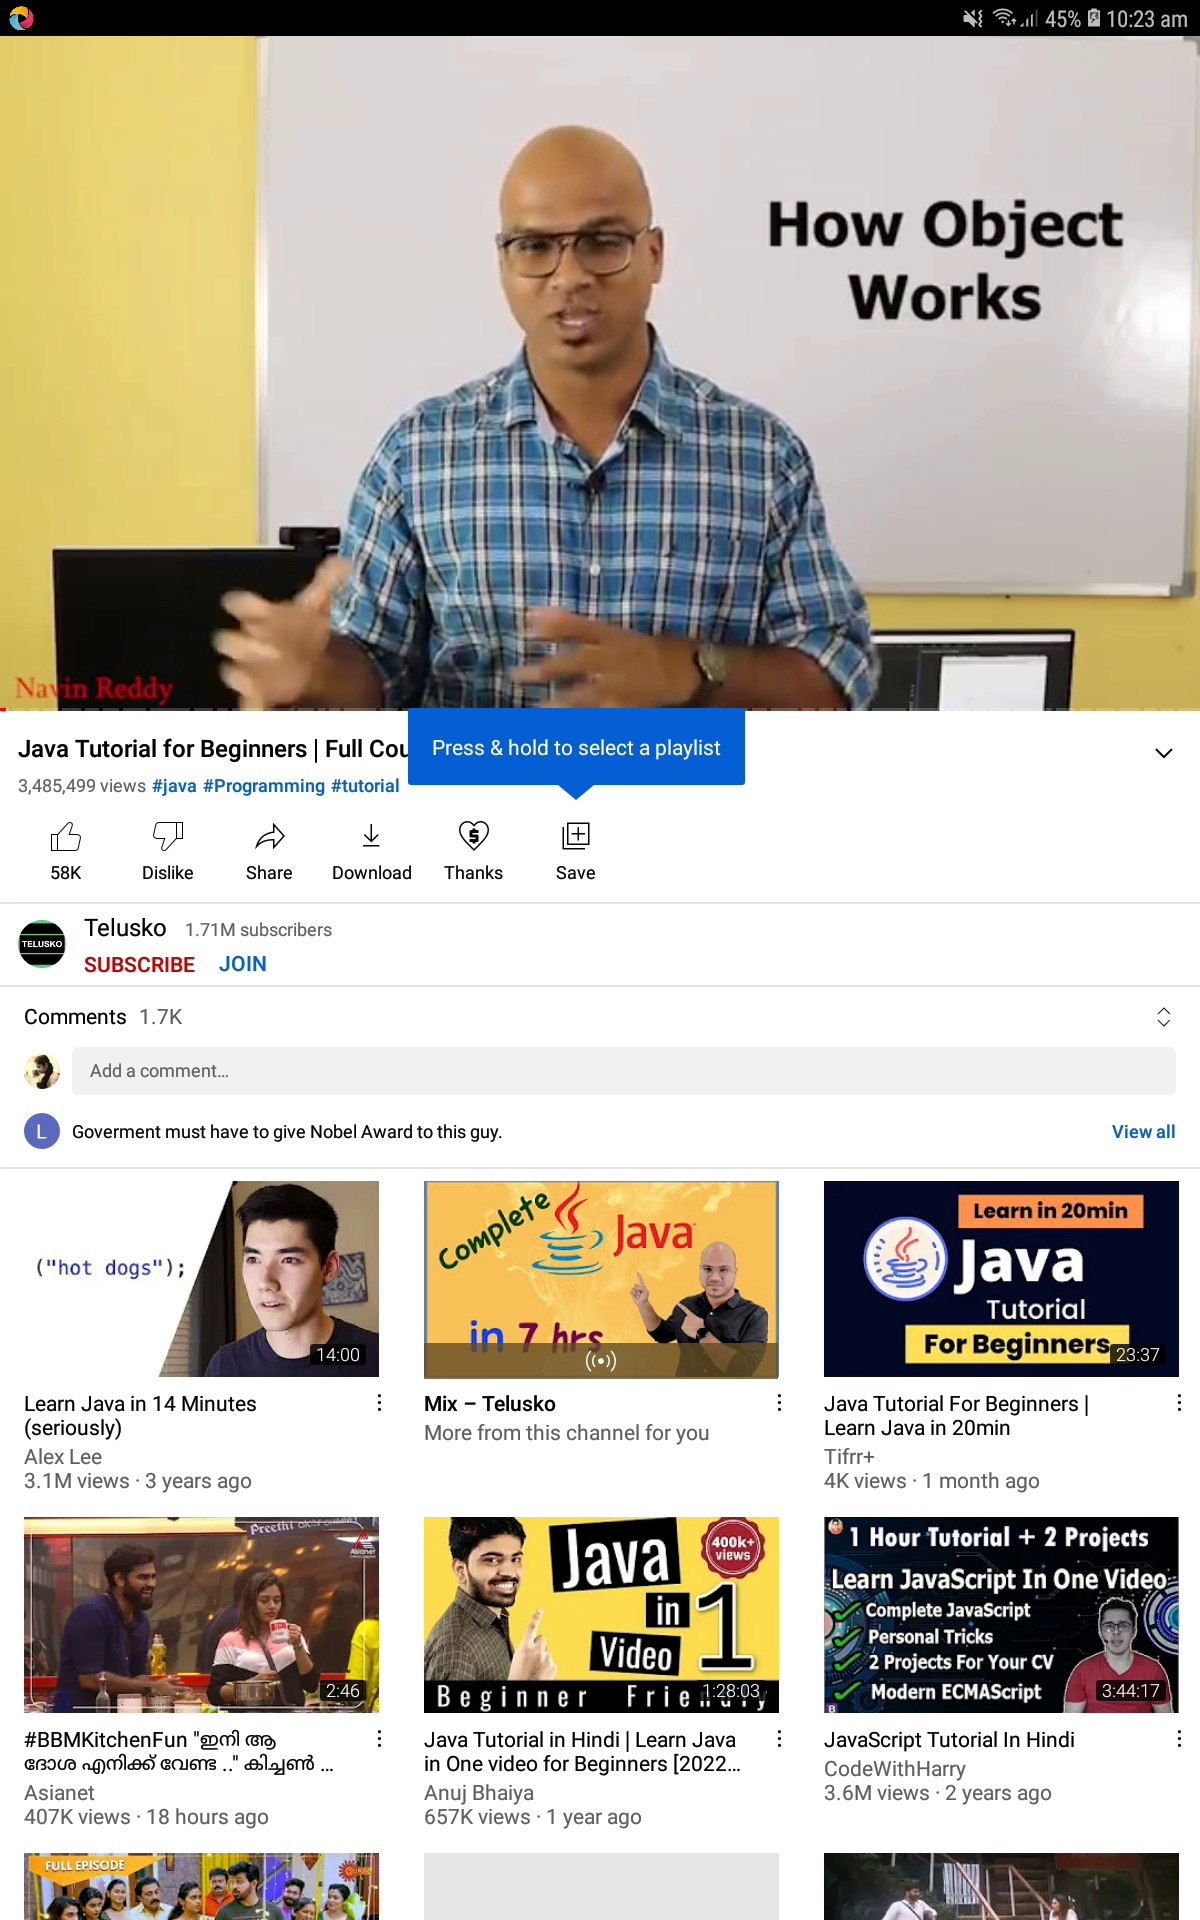 45% 10:23 am
How Object
Works
Navin Reddy
Java Tutorial for Beginners | Full Cou
Press & hold to select a playlist
3,485,499 views #java #Programming #tutorial
58K Dislike Share Download Thanks Save
TELUSKO
Telusko 1.71M subscribers
SUBSCRIBE JOIN
Comments 1.7K
Add a comment...
L Goverment must have to give Nobel Award to this guy. View all
("hot dogs");
14:00
Complete Java
in 7 hrs
Learn in 20min
Java
Tutorial
For Beginners
23:37
Learn Java in 14 Minutes
(seriously)
Alex Lee
3.1M views · 3 years ago
Mix – Telusko
More from this channel for you
Java Tutorial For Beginners |
Learn Java in 20min
Tifrr+
4K views · 1 month ago
Preethi
Asianet
2:46
Java
in 1
Video
400k+
views
Beginner
1:28:03
1 Hour Tutorial + 2 Projects
Learn JavaScript In One Video
Complete JavaScript
Personal Tricks
2 Projects For Your CV
Modern ECMAScript
3:44:17
#BBMKitchenFun "ഇനി ആ
ദോശ എനിക്ക് വേണ്ട .." കിച്ചൺ ...
Asianet
407K views · 18 hours ago
Java Tutorial in Hindi | Learn Java
in One video for Beginners [2022...
Anuj Bhaiya
657K views · 1 year ago
JavaScript Tutorial In Hindi
CodeWithHarry
3.6M views · 2 years ago
FULL EPISODE